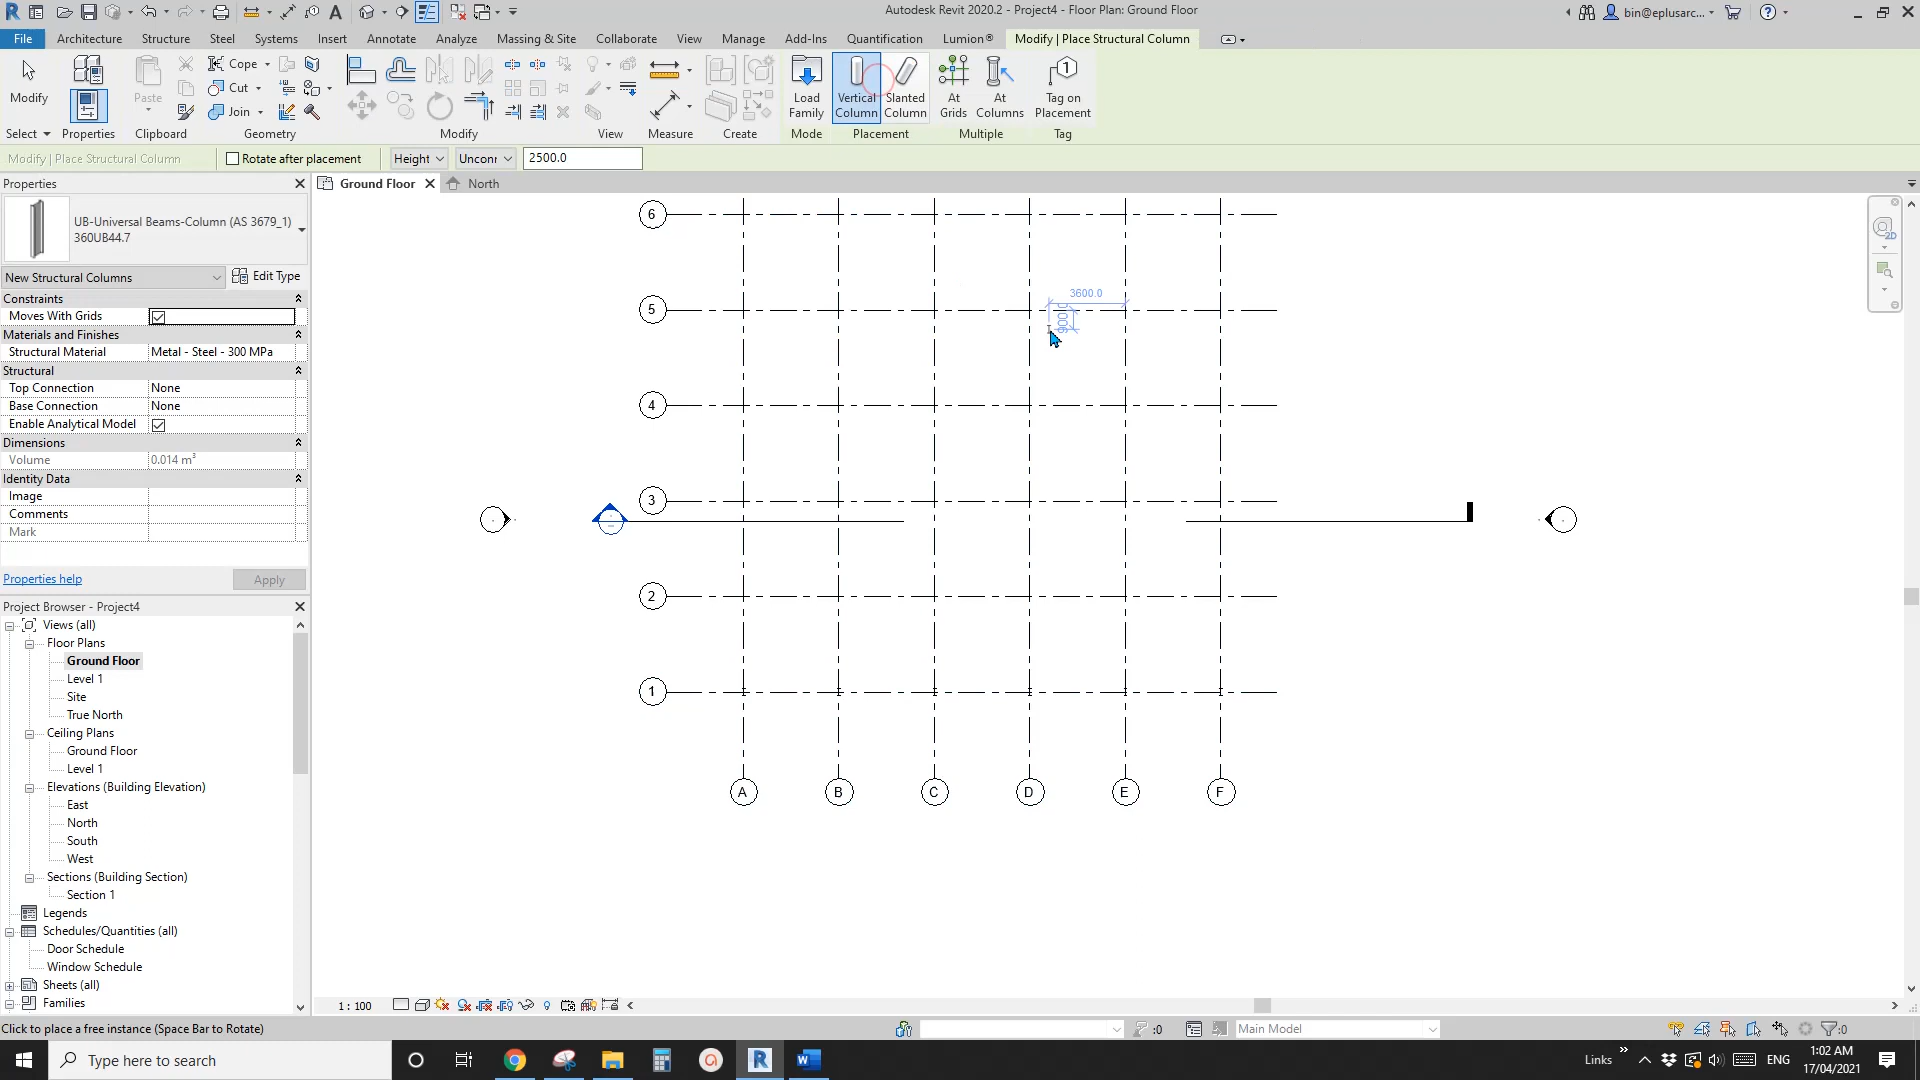 Autodesk Revit 2020.2 - Project4 - Floor Plan: Ground Floor
bin@eplusarc...
File Architecture Structure Steel Systems Insert Annotate Analyze Massing & Site Collaborate View Manage Add-Ins Quantification Lumion® Modify | Place Structural Column
Modify
Select
Properties
Paste
Clipboard
Cope
Cut
Join
Geometry
Modify
View
Measure
Create
Load Family
Mode
Vertical Column
Slanted Column
Placement
At Grids
At Columns
Multiple
Tag on Placement
Tag
Modify | Place Structural Column
Rotate after placement
Height
Unconr
2500.0
Properties
UB-Universal Beams-Column (AS 3679_1)
360UB44.7
New Structural Columns
Edit Type
Constraints
Moves With Grids
Materials and Finishes
Structural Material Metal - Steel - 300 MPa
Structural
Top Connection None
Base Connection None
Enable Analytical Model
Dimensions
Volume 0.014 m³
Identity Data
Image
Comments
Mark
Properties help
Apply
Project Browser - Project4
Views (all)
Floor Plans
Ground Floor
Level 1
Site
True North
Ceiling Plans
Ground Floor
Level 1
Elevations (Building Elevation)
East
North
South
West
Sections (Building Section)
Section 1
Legends
Schedules/Quantities (all)
Door Schedule
Window Schedule
Sheets (all)
Families
Ground Floor
North
6
3600.0
5
900.0
4
3
2
1
A B C D E F
2D
1 : 100
Click to place a free instance (Space Bar to Rotate)
:0
Main Model
:0
Type here to search
Links
ENG
1:02 AM
17/04/2021